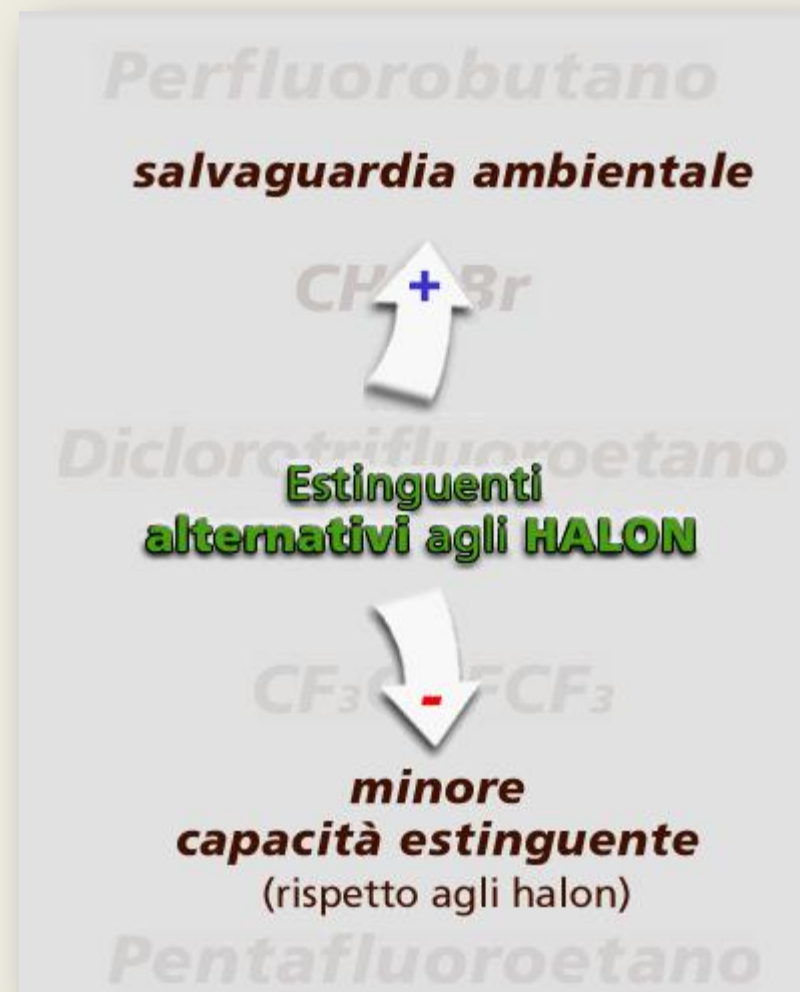 Perfluorobutano
salvaguardia ambientale
+
Diclorotrifluoroetano
Estinguenti
alternativi agli HALON
-
minore
capacità estinguente
(rispetto agli halon)
Pentafluoroetano